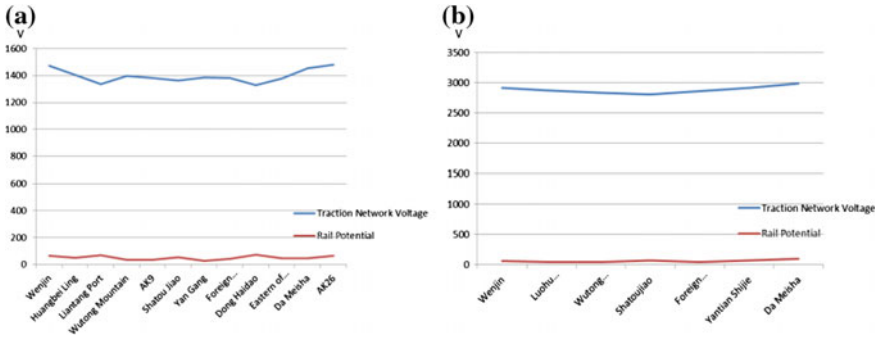 (a)
V
1600
1400
1200
1000
800
600
400
200
0
Traction Network Voltage
Rail Potential
Wenjin
Huangbei Ling
Liantang Port
Wutong Mountain
AK9
Shatou Jiao
Yan Gang
Foreign...
Dong Haidao
Eastern of...
Da Meisha
AK26
(b)
V
3500
3000
2500
2000
1500
1000
500
0
Traction Network Voltage
Rail Potential
Wenjin
Luohu...
Wutong...
Shatoujiao
Foreign...
Yantian Shijie
Da Meisha